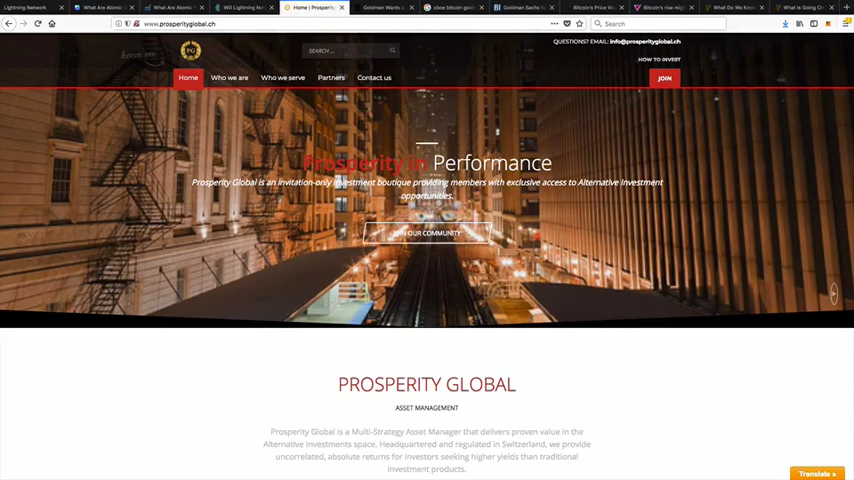 Lightning Network
What Are Atomic
What Are Atomic S
Will Lightning Netw
Home | Prosperity
Goldman Wants
cboe bitcoin gold
Goldman Sachs
Bitcoin's Price Wo
Bitcoin's rise migh
What Do We Know
What Is Going On
www.prosperityglobal.ch
Search
QUESTIONS? EMAIL: info@prosperityglobal.ch
PG
SEARCH ...
HOW TO INVEST
Home
Who we are
Who we serve
Partners
Contact us
JOIN
Prosperity in Performance
Prosperity Global is an invitation-only investment boutique providing members with exclusive access to Alternative Investment
opportunities.
JOIN OUR COMMUNITY
PROSPERITY GLOBAL
ASSET MANAGEMENT
Prosperity Global is a Multi-Strategy Asset Manager that delivers proven value in the
Alternative Investments space. Headquartered and regulated in Switzerland, we provide
uncorrelated, absolute returns for investors seeking higher yields than traditional
investment products.
Translate »